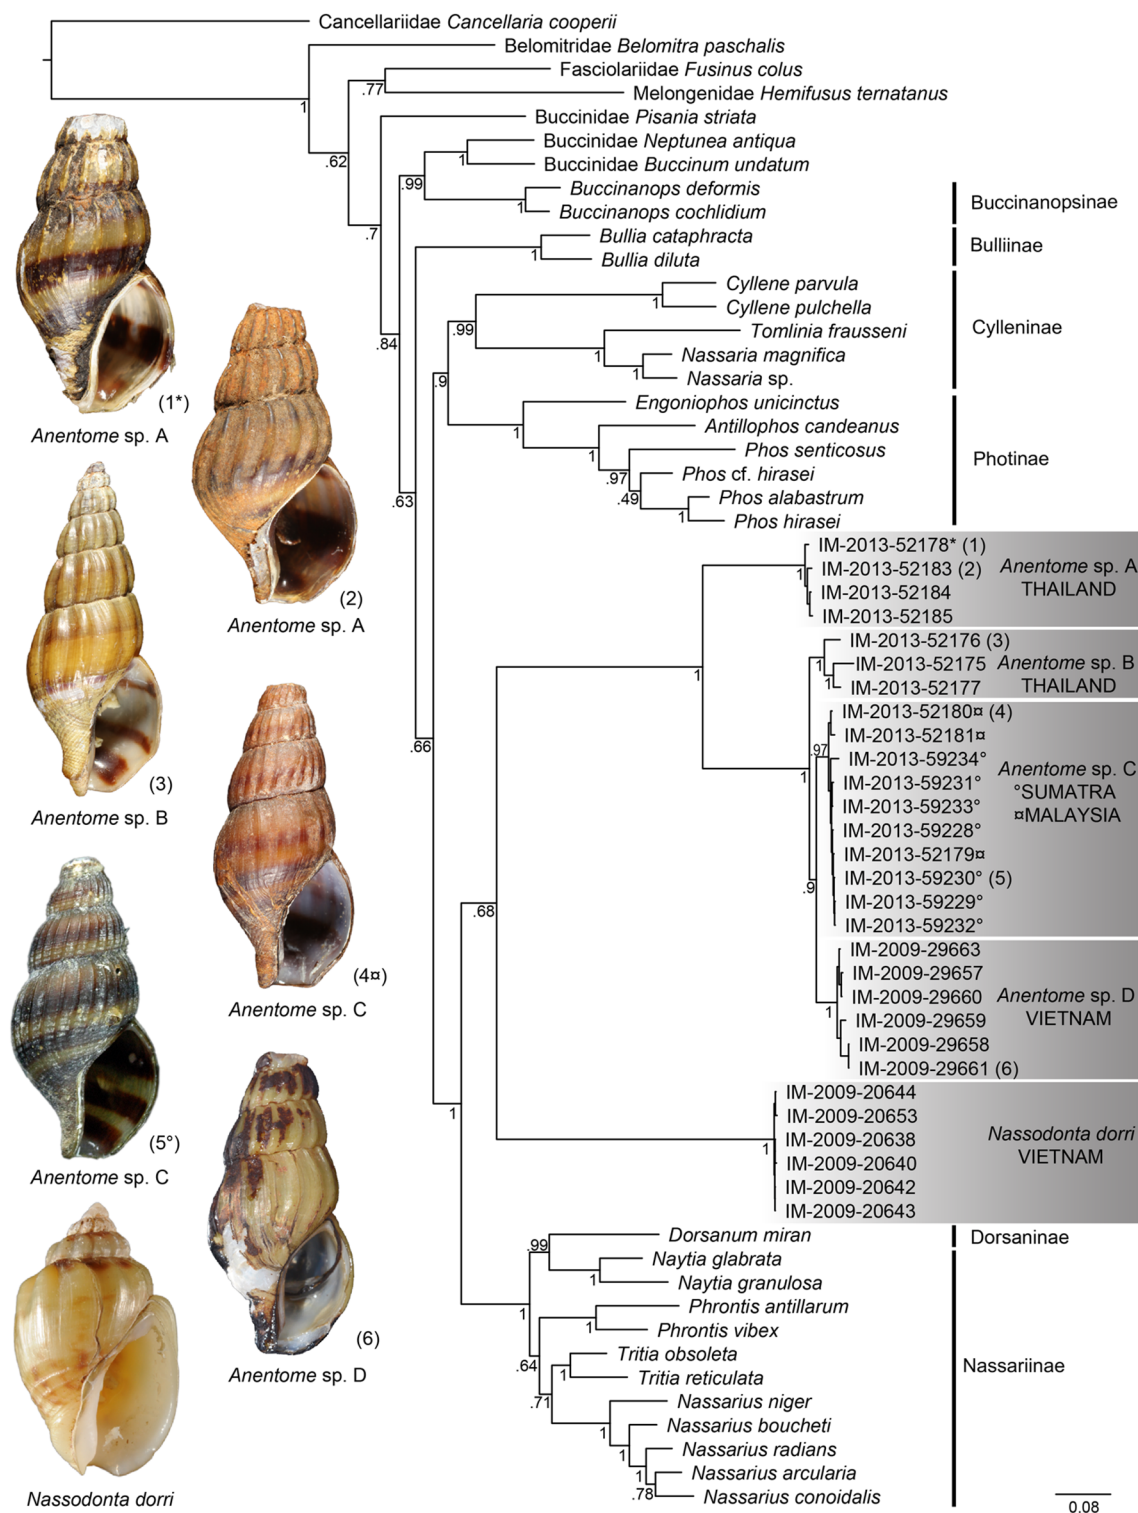 Cancellariidae Cancellaria cooperii
Belomitridae Belomitra paschalis
Fasciolariidae Fusinus colus
.77
Melongenidae Hemifusus ternatanus
1
Buccinidae Pisania striata
Buccinidae Neptunea antiqua
.62
1
Buccinidae Buccinum undatum
.99
Buccinanops deformis
1
Buccinanops cochlidium
Buccinanopsinae
.7
Bullia cataphracta
1
Bullia diluta
Bulliinae
Cyllene parvula
1
Cyllene pulchella
.99
Tomlinia frausseni
Cylleninae
.84
1
Nassaria magnifica
1
Nassaria sp.
.9
Engoniophos unicinctus
1
Antillophos candeanus
1
Phos senticosus
Photinae
.97
Phos cf. hirasei
.49
Phos alabastrum
.63
1
Phos hirasei
(1*)
Anentome sp. A
(2)
Anentome sp. A
(3)
Anentome sp. B
(4¤)
Anentome sp. C
(5°)
Anentome sp. C
(6)
Anentome sp. D
Nassodonta dorri
IM-2013-52178* (1)
IM-2013-52183 (2)
1
IM-2013-52184
IM-2013-52185
Anentome sp. A
THAILAND
IM-2013-52176 (3)
1
IM-2013-52175
1
IM-2013-52177
Anentome sp. B
THAILAND
1
.66
IM-2013-52180¤ (4)
IM-2013-52181¤
.97
IM-2013-59234°
1
IM-2013-59231°
IM-2013-59233°
IM-2013-59228°
IM-2013-52179¤
IM-2013-59230° (5)
.9
IM-2013-59229°
IM-2013-59232°
Anentome sp. C
°SUMATRA
¤MALAYSIA
.68
IM-2009-29663
IM-2009-29657
IM-2009-29660
1
IM-2009-29659
IM-2009-29658
IM-2009-29661 (6)
Anentome sp. D
VIETNAM
1
IM-2009-20644
IM-2009-20653
IM-2009-20638
1
IM-2009-20640
IM-2009-20642
IM-2009-20643
Nassodonta dorri
VIETNAM
Dorsanum miran
Dorsaninae
.99
Naytia glabrata
1
Naytia granulosa
1
Phrontis antillarum
1
Phrontis vibex
.64
Tritia obsoleta
1
Tritia reticulata
Nassariinae
.71
Nassarius niger
1
Nassarius boucheti
1
Nassarius radians
1
Nassarius arcularia
.78
Nassarius conoidalis
0.08